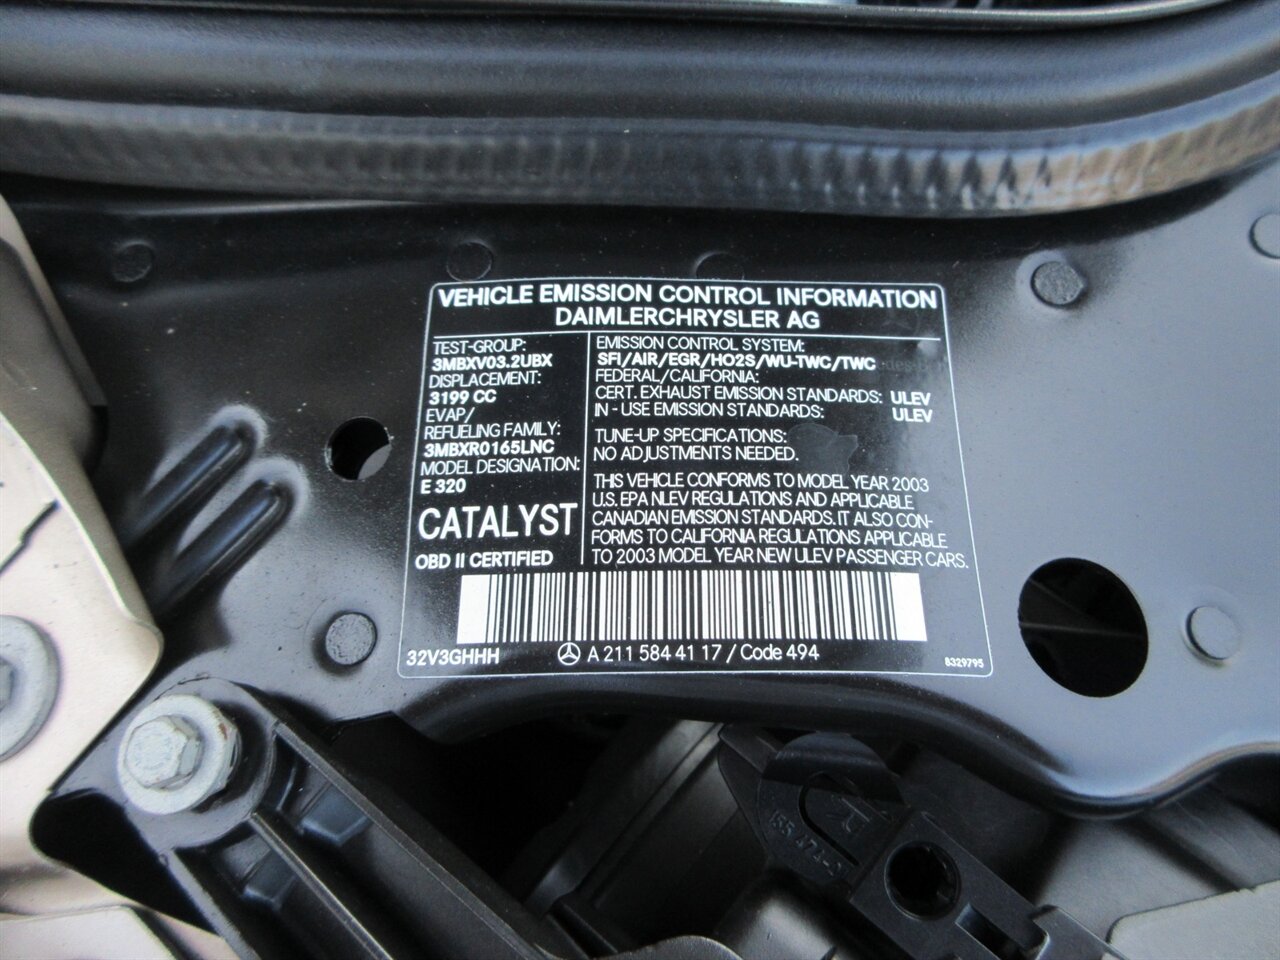 VEHICLE EMISSION CONTROL INFORMATION
DAIMLERCHRYSLER AG
TEST-GROUP:
3MBXV03.2UBX
DISPLACEMENT:
3199 CC
EVAP/
REFUELING FAMILY:
3MBXR0165LNC
MODEL DESIGNATION:
E 320
CATALYST
OBD II CERTIFIED
EMISSION CONTROL SYSTEM:
SFI/AIR/EGR/HO2S/WU-TWC/TWC
FEDERAL/CALIFORNIA:
CERT. EXHAUST EMISSION STANDARDS: ULEV
IN - USE EMISSION STANDARDS: ULEV
TUNE-UP SPECIFICATIONS:
NO ADJUSTMENTS NEEDED.
THIS VEHICLE CONFORMS TO MODEL YEAR 2003
U.S. EPA NLEV REGULATIONS AND APPLICABLE
CANADIAN EMISSION STANDARDS. IT ALSO CON-
FORMS TO CALIFORNIA REGULATIONS APPLICABLE
TO 2003 MODEL YEAR NEW ULEV PASSENGER CARS.
32V3GHHH
A 211 584 41 17 / Code 494
8329795